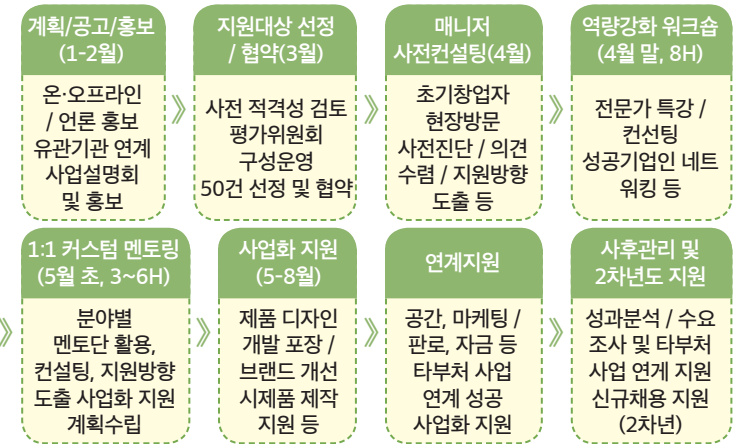 계획/공고/홍보
(1-2월)
온·오프라인
/ 언론 홍보
유관기관 연계
사업설명회
및 홍보
지원대상 선정
/ 협약(3월)
사전 적격성 검토
평가위원회
구성운영
50건 선정 및 협약
매니저
사전컨설팅(4월)
초기창업자
현장방문
사전진단 / 의견
수렴 / 지원방향
도출 등
역량강화 워크숍
(4월 말, 8H)
전문가 특강 /
컨선팅
성공기업인 네트
워킹 등
1:1 커스텀 멘토링
(5월 초, 3~6H)
분야별
멘토단 활용,
컨설팅, 지원방향
도출 사업화 지원
계획수립
사업화 지원
(5-8월)
제품 디자인
개발 포장 /
브랜드 개선
시제품 제작
지원 등
연계지원
공간, 마케팅 /
판로, 자금 등
타부처 사업
연계 성공
사업화 지원
사후관리 및
2차년도 지원
성과분석 / 수요
조사 및 타부처
사업 연게 지원
신규채용 지원
(2차년)